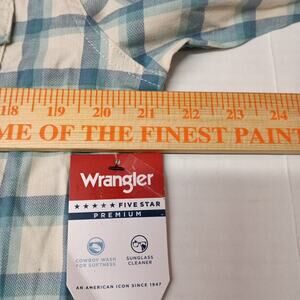 18 19 20 21 22 23 24
ME OF THE FINEST PAINT
Wrangler
★★★★★ FIVE STAR
PREMIUM
COWBOY WASH
FOR SOFTNESS
SUNGLASS
CLEANER
AN AMERICAN ICON SINCE 1947